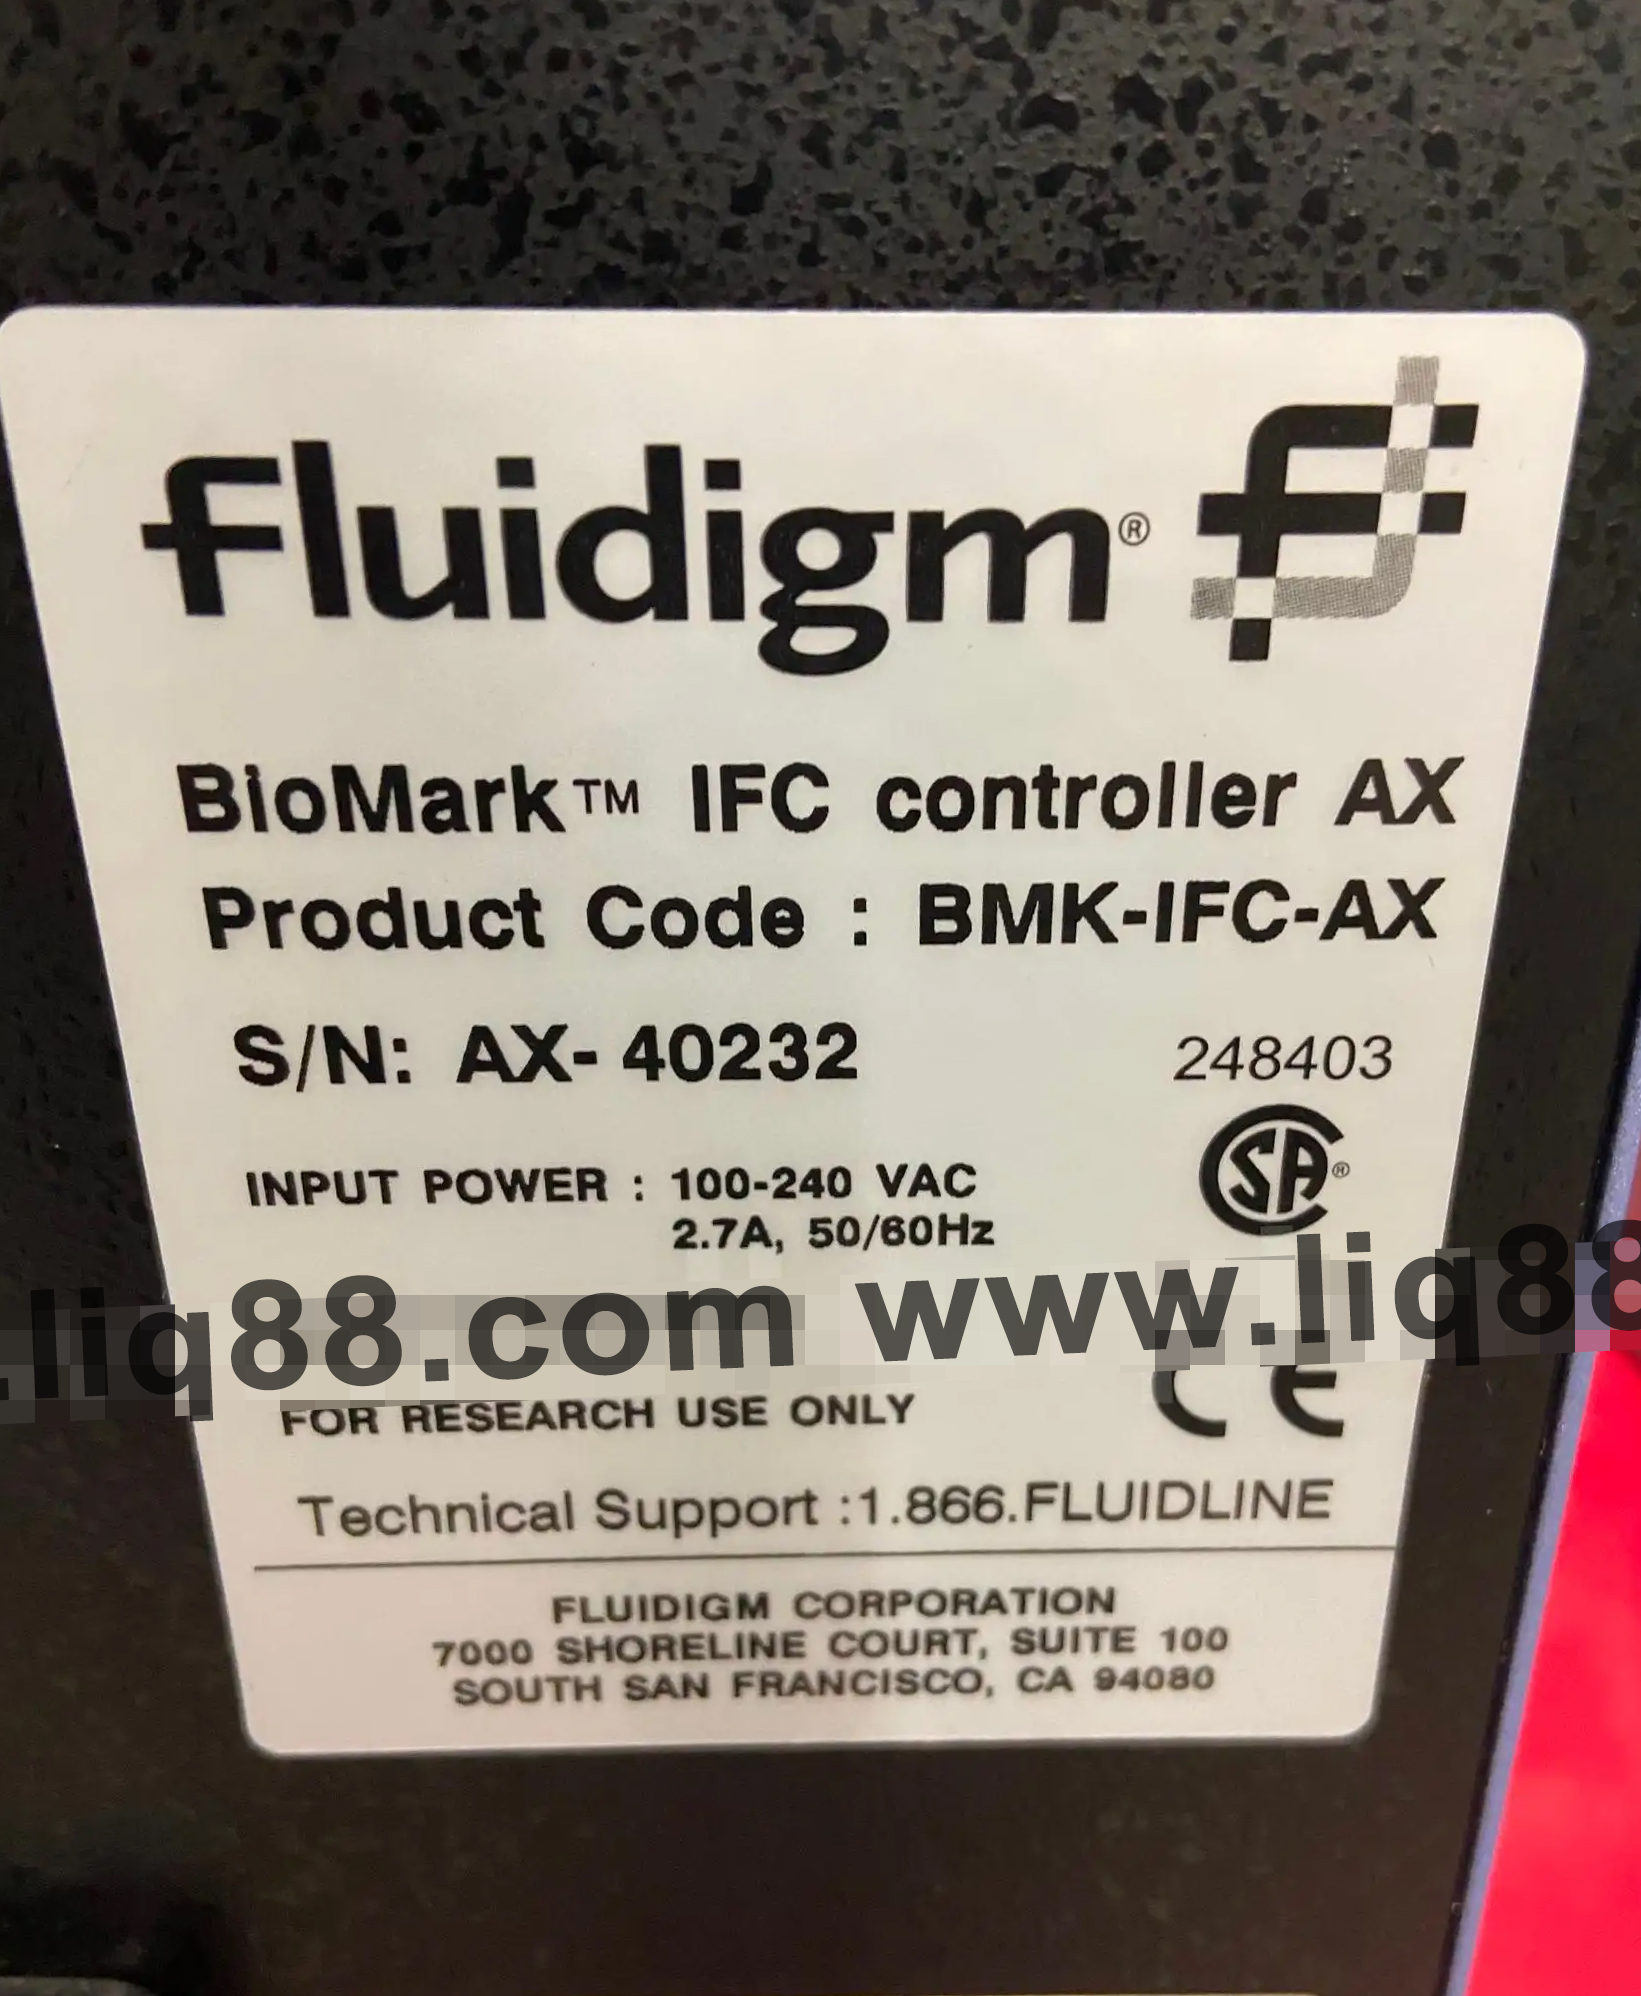 fluidigm®
BioMark™ IFC controller AX
Product Code : BMK-IFC-AX
S/N: AX- 40232
248403
SA®
INPUT POWER : 100-240 VAC
2.7A, 50/60Hz
.liq88.com www.liq88
CE
FOR RESEARCH USE ONLY
Technical Support :1.866.FLUIDLINE
FLUIDIGM CORPORATION
7000 SHORELINE COURT, SUITE 100
SOUTH SAN FRANCISCO, CA 94080